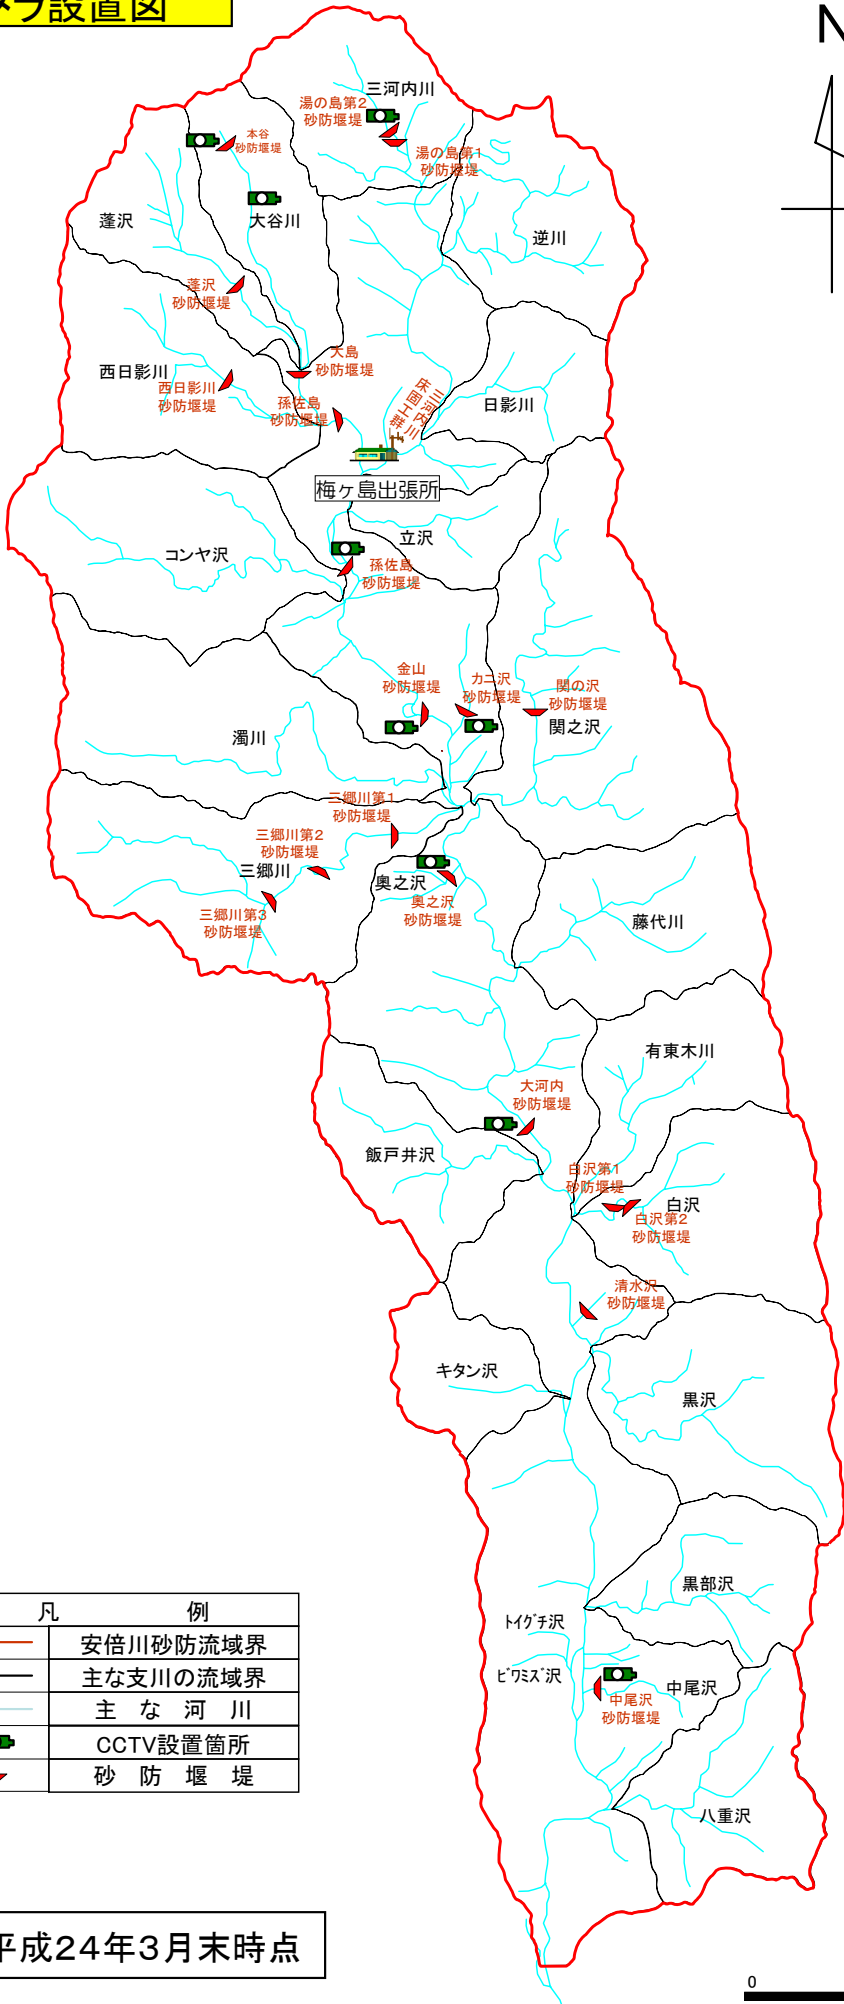 メラ設置図
N
三河内川
湯の島第2
砂防堰堤
湯の島第1
砂防堰堤
本谷
砂防堰堤
大谷川
蓬沢
逆川
蓬沢
砂防堰堤
大島
砂防堰堤
西日影川
西日影川
砂防堰堤
孫佐島
砂防堰堤
三河内川
床固工群
日影川
梅ヶ島出張所
立沢
コンヤ沢
孫佐島
砂防堰堤
金山
砂防堰堤
カニ沢
砂防堰堤
関の沢
砂防堰堤
関之沢
濁川
三郷川第1
砂防堰堤
三郷川第2
砂防堰堤
三郷川
三郷川第3
砂防堰堤
奥之沢
奥之沢
砂防堰堤
藤代川
有東木川
大河内
砂防堰堤
飯戸井沢
白沢第1
砂防堰堤
白沢
白沢第2
砂防堰堤
清水沢
砂防堰堤
キタン沢
黒沢
黒部沢
トイグチ沢
ビワミズ沢
中尾沢
中尾沢
砂防堰堤
八重沢
凡例
安倍川砂防流域界
主な支川の流域界
主な河川
CCTV設置箇所
砂防堰堤
平成24年3月末時点
0